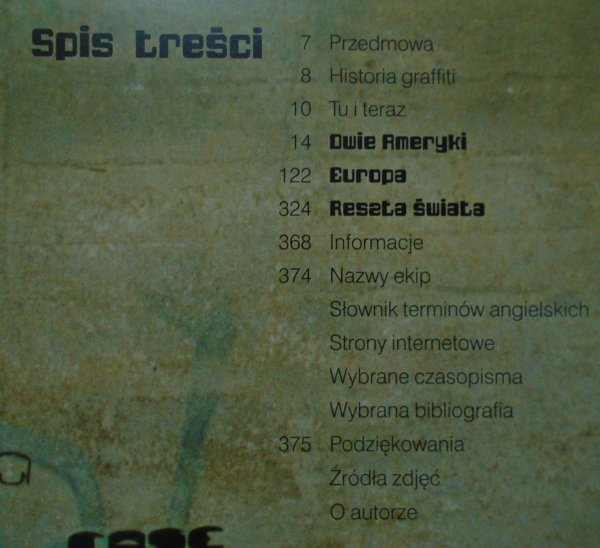 Spis treści
7 Przedmowa
8 Historia graffiti
10 Tu i teraz
14 Dwie Ameryki
122 Europa
324 Reszta świata
368 Informacje
374 Nazwy ekip
Słownik terminów angielskich
Strony internetowe
Wybrane czasopisma
Wybrana bibliografia
375 Podziękowania
Źródła zdjęć
O autorze